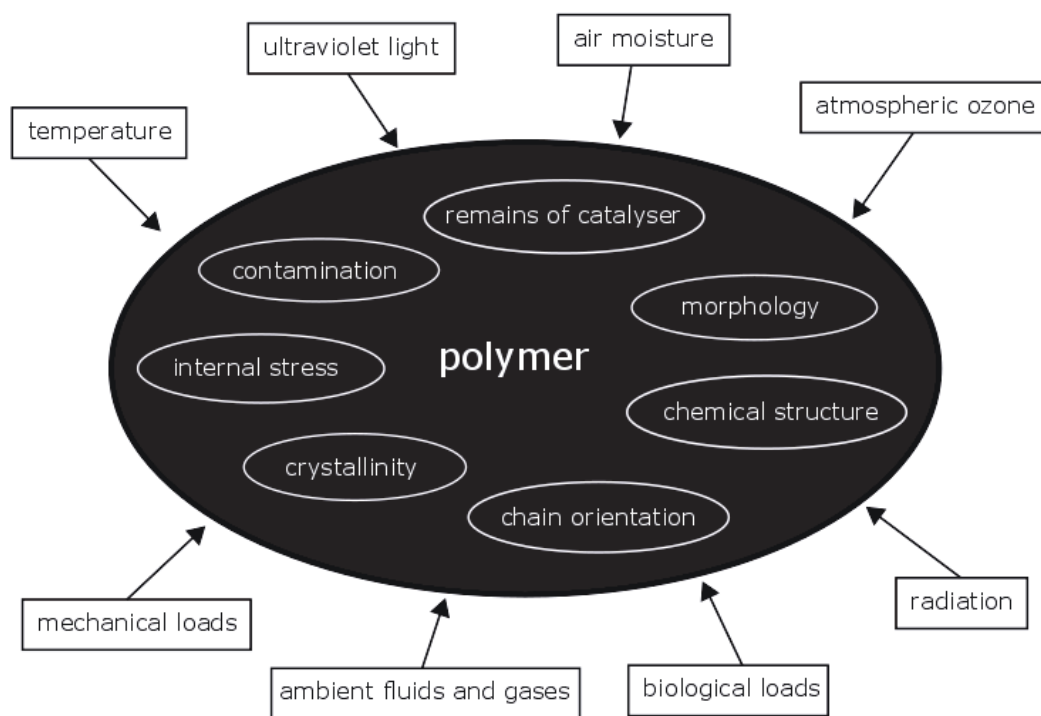 ultraviolet light
air moisture
atmospheric ozone
temperature
remains of catalyser
contamination
morphology
internal stress
polymer
chemical structure
crystallinity
chain orientation
radiation
mechanical loads
ambient fluids and gases
biological loads